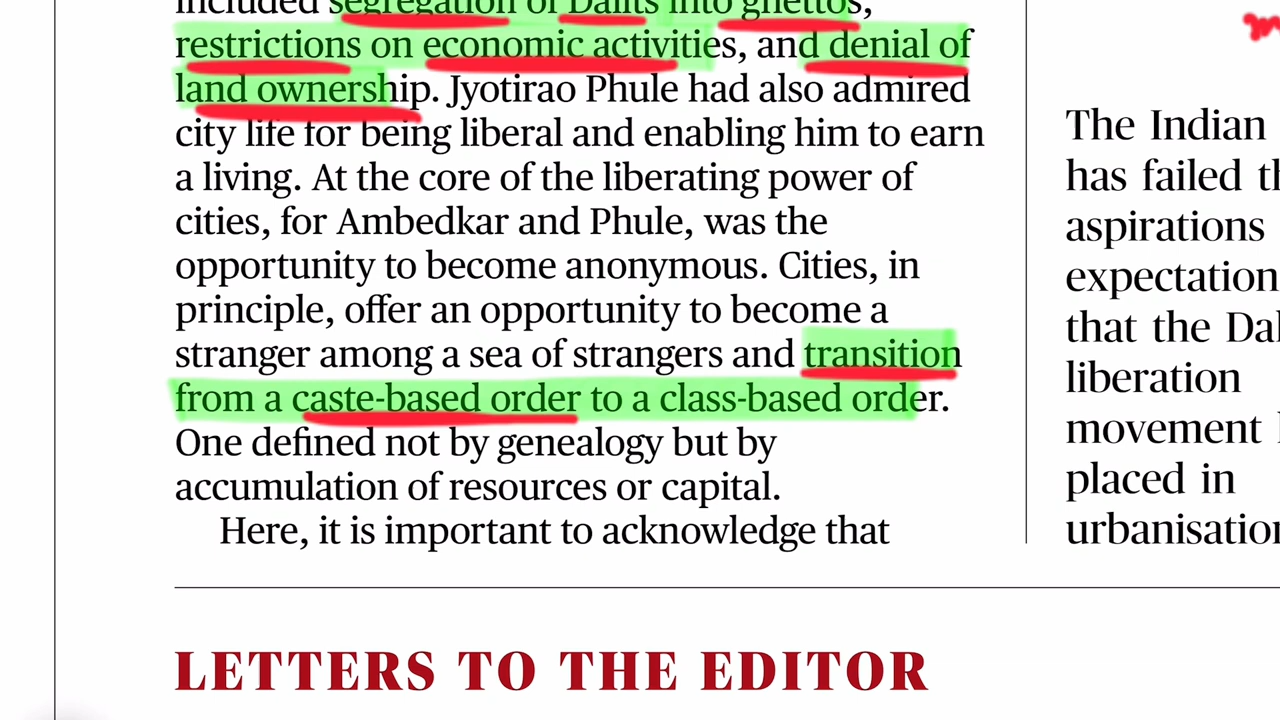 included segregation of Dalits into ghettos,
restrictions on economic activities, and denial of
land ownership. Jyotirao Phule had also admired
city life for being liberal and enabling him to earn
a living. At the core of the liberating power of
cities, for Ambedkar and Phule, was the
opportunity to become anonymous. Cities, in
principle, offer an opportunity to become a
stranger among a sea of strangers and transition
from a caste-based order to a class-based order.
One defined not by genealogy but by
accumulation of resources or capital.
Here, it is important to acknowledge that
The Indian
has failed th
aspirations
expectation
that the Dal
liberation
movement
placed in
urbanisation
LETTERS TO THE EDITOR